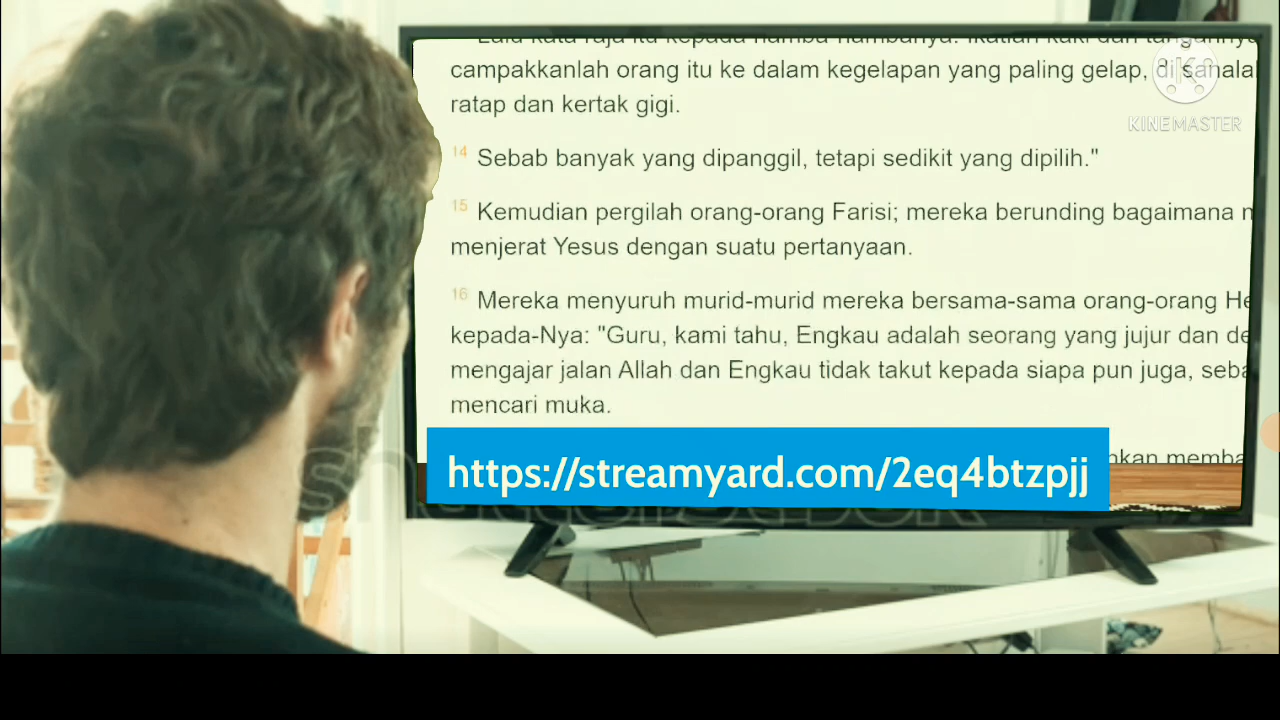 campakkanlah orang itu ke dalam kegelapan yang paling gelap,
KINEMASTER
ratap dan kertak gigi.
14 Sebab banyak yang dipanggil, tetapi sedikit yang dipilih."
15 Kemudian pergilah orang-orang Farisi; mereka berunding bagaimana
menjerat Yesus dengan suatu pertanyaan.
16 Mereka menyuruh murid-murid mereka bersama-sama orang-orang
kepada-Nya: "Guru, kami tahu, Engkau adalah seorang yang jujur dan
mengajar jalan Allah dan Engkau tidak takut kepada siapa pun juga,
mencari muka.
https://streamyard.com/2eq4btzpjj